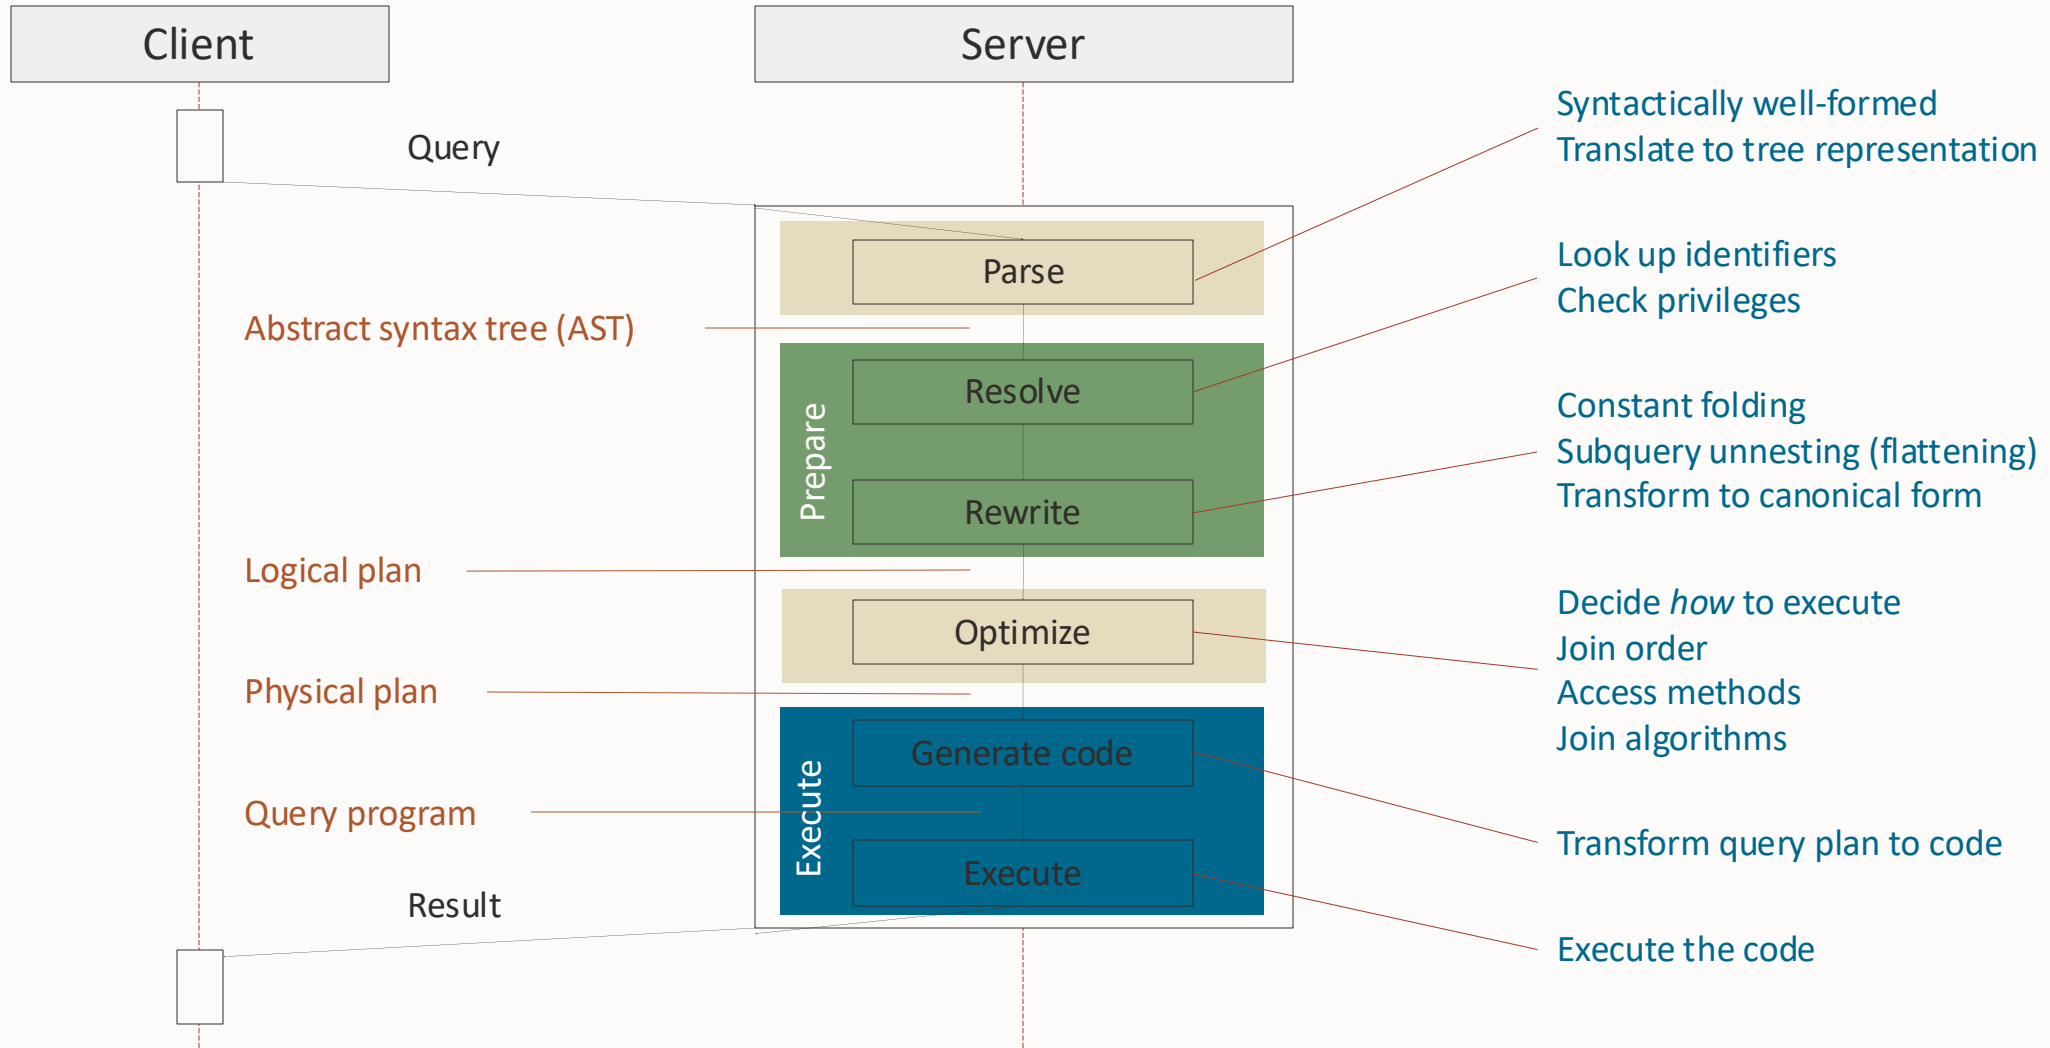 Client
Server
Query
Syntactically well-formed
Translate to tree representation
Parse
Look up identifiers
Check privileges
Abstract syntax tree (AST)
Prepare
Resolve
Rewrite
Constant folding
Subquery unnesting (flattening)
Transform to canonical form
Logical plan
Optimize
Decide how to execute
Join order
Access methods
Join algorithms
Physical plan
Execute
Generate code
Transform query plan to code
Query program
Execute
Execute the code
Result